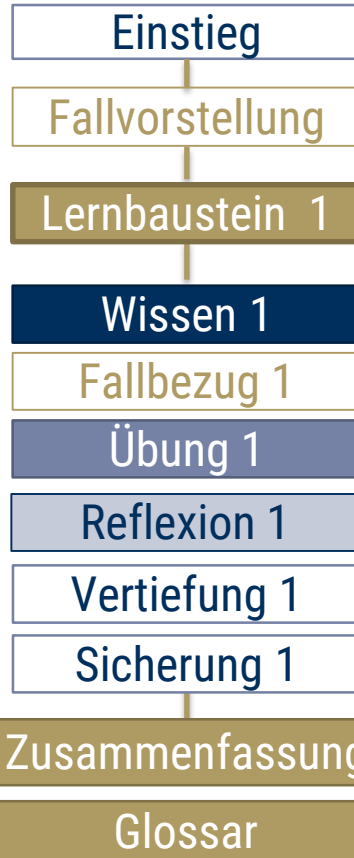 Einstieg
Fallvorstellung
Lernbaustein 1
Wissen 1
Fallbezug 1
Übung 1
Reflexion 1
Vertiefung 1
Sicherung 1
Zusammenfassung
Glossar